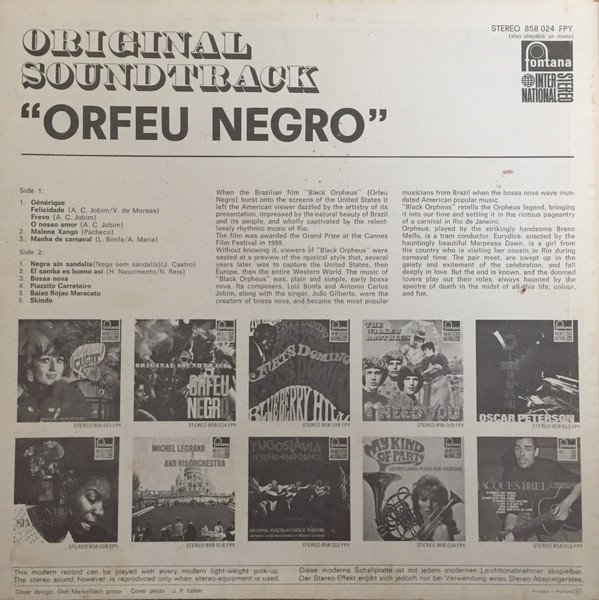 STEREO 858 024 FPY
(also playable on mono)
ORIGINAL
SOUNDTRACK
fontana
INTER
NATIONAL
STEREO
“ORFEU NEGRO”
Side 1:
1. Générique
Felicidade (A. C. Jobim/V. de Moreas)
Frevo (A. C. Jobim)
O nosso amor (A. C. Jobim)
2. Malene Xango (Pacheco)
3. Manha de carnaval (L. Bonfa/A. Maria)
Side 2:
1. Negra sin sandalia (Nega sem sandalia)(J. Castro)
2. El samba es bueno asi (H. Nascimento/N. Reis)
3. Bossa nova
4. Piazzito Carreteiro
5. Baiao Rojao Maracatu
6. Skindo
When the Brazilian film "Black Orpheus" (Orfeu
Negro) burst onto the screens of the United States it
left the American viewer dazzled by the artistry of its
presentation, impressed by the natural beauty of Brazil
and its people, and wholly captivated by the relent-
lessly rhythmic music of Rio.
The film was awarded the Grand Prize at the Cannes
Film Festival in 1959.
Without knowing it, viewers of "Black Orpheus" were
seated at a preview of the musical style that, several
years later, was to capture the United States, then
Europe, then the entire Western World. The music of
"Black Orpheus" was, plain and simple, early bossa
nova. Its composers, Luiz Bonfa and Antonio Carlos
Jobim, along with the singer, João Gilberto, were
creators of bossa nova, and became the most popular
musicians from Brazil when the bossa nova wave inun-
dated American popular music.
"Black Orpheus" retells the Orpheus legend, bringing
it into our time and setting it in the riotous pageantry
of a carnival in Rio de Janeiro.
Orpheus, played by the strikingly handsome Breno
Mello, is a tram conductor. Eurydice, enacted by the
hauntingly beautiful Marpessa Dawn, is a girl from
the country who is visiting her cousin in Rio during
carnival time. The pair meet, are swept up in the
gaiety and exitement of the celebration, and fall
deeply in love. But the end is known, and the doomed
lovers play out their roles, always haunted by the
spectre of death in the midst of all this life, colour,
and fun.
ORIGINAL SOUNDTRACK
ORFEU
NEGRO
FATS DOMINO
BLUEBERRY HILL
THE
WALKER
BROTHERS
I NEED YOU
OSCAR PETERSON
STEREO 858 024 FPY
MICHEL LEGRAND
AND HIS ORCHESTRA
YUGOSLAVIA
IN SONG AND DANCE
NATIONAL YUGOSLAV DANCE THEATRE
MY KIND
OF PARTY
LESTER LANIN PLAYS FOR DANCING
JACQUES BREL
This modern record can be played with every modern light-weight pick-up.
The stereo sound, however is reproduced only when stereo-equipment is used.
Diese moderne Schallplatte ist mit jedem modernen Leichttonabnehmer abspielbar.
Der Stereo-Effekt ergibt sich jedoch nur bei Verwendung eines Stereo-Abspielgerätes.
Cover design: Olaf-Merkelbach group Cover photo : J. P. Leloir
Printed in Holland